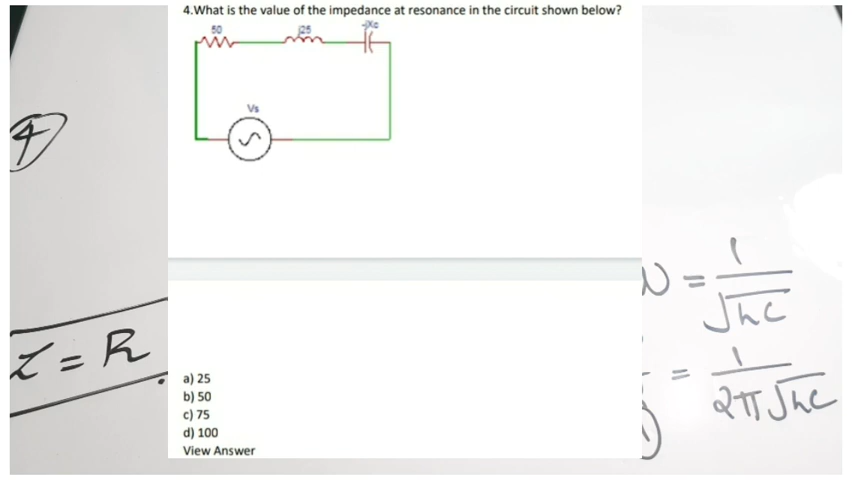 4.What is the value of the impedance at resonance in the circuit shown below?
50
j25
-jXc
Vs
4
Z = R
= 1
√LC
= 1
2π√LC
a) 25
b) 50
c) 75
d) 100
View Answer